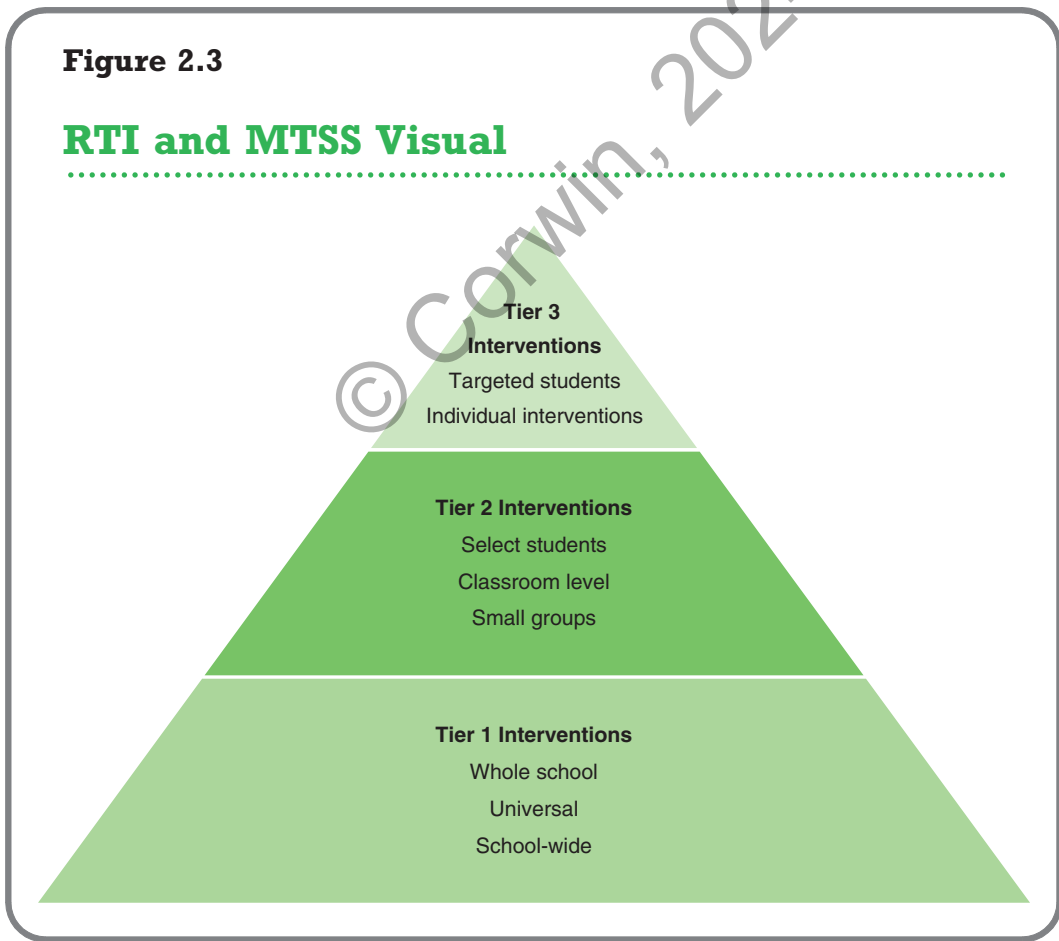 Figure 2.3
RTI and MTSS Visual
Tier 3
Interventions
Targeted students
Individual interventions
Tier 2 Interventions
Select students
Classroom level
Small groups
Tier 1 Interventions
Whole school
Universal
School-wide
© Corwin,